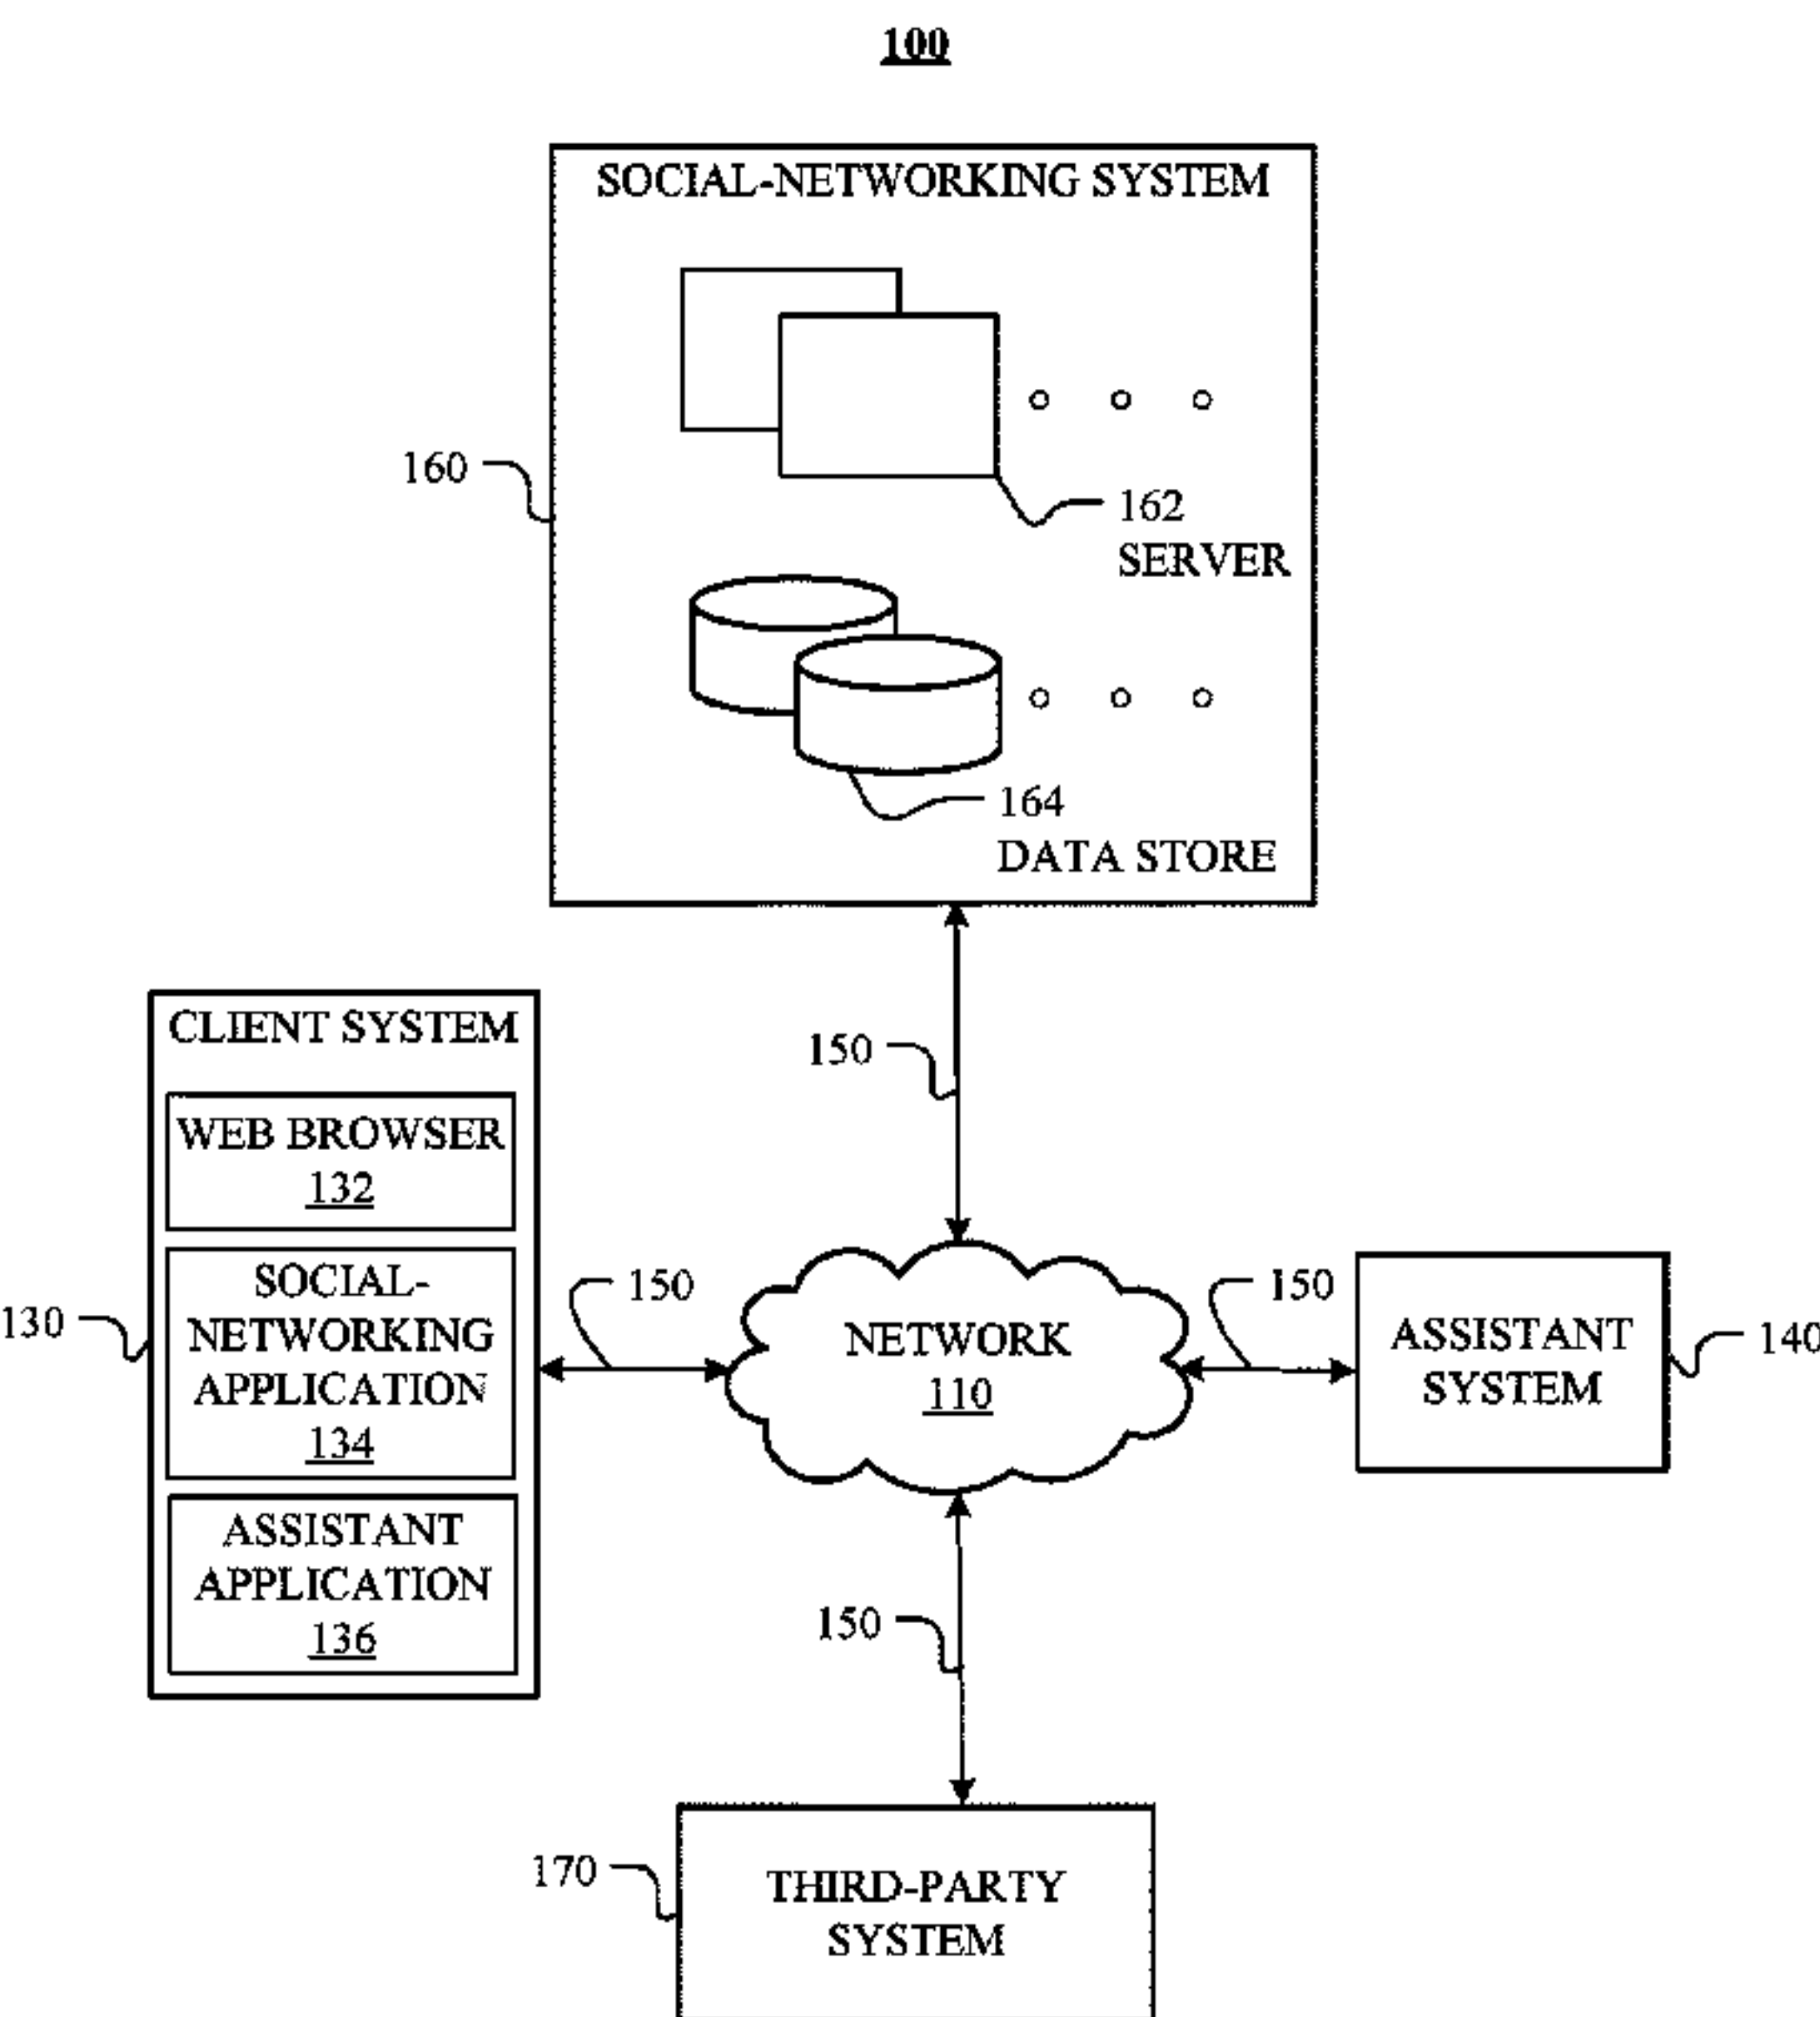 100
SOCIAL-NETWORKING SYSTEM
160
162
SERVER
164
DATA STORE
CLIENT SYSTEM
150
WEB BROWSER
132
SOCIAL-
NETWORKING
APPLICATION
134
130
150
NETWORK
110
150
ASSISTANT
SYSTEM
140
ASSISTANT
APPLICATION
136
150
170
THIRD-PARTY
SYSTEM